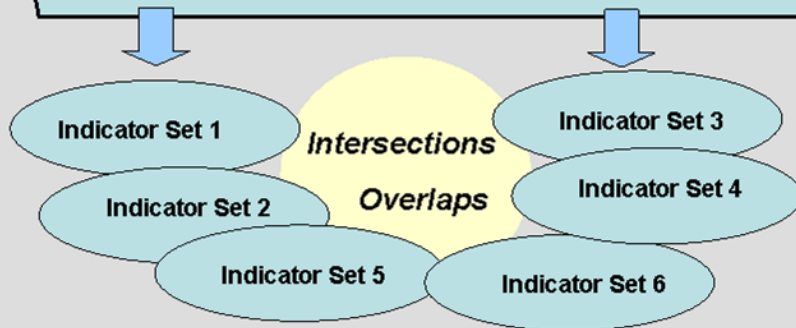 Indicator Set 1
Indicator Set 2
Indicator Set 5
Intersections
Overlaps
Indicator Set 3
Indicator Set 4
Indicator Set 6